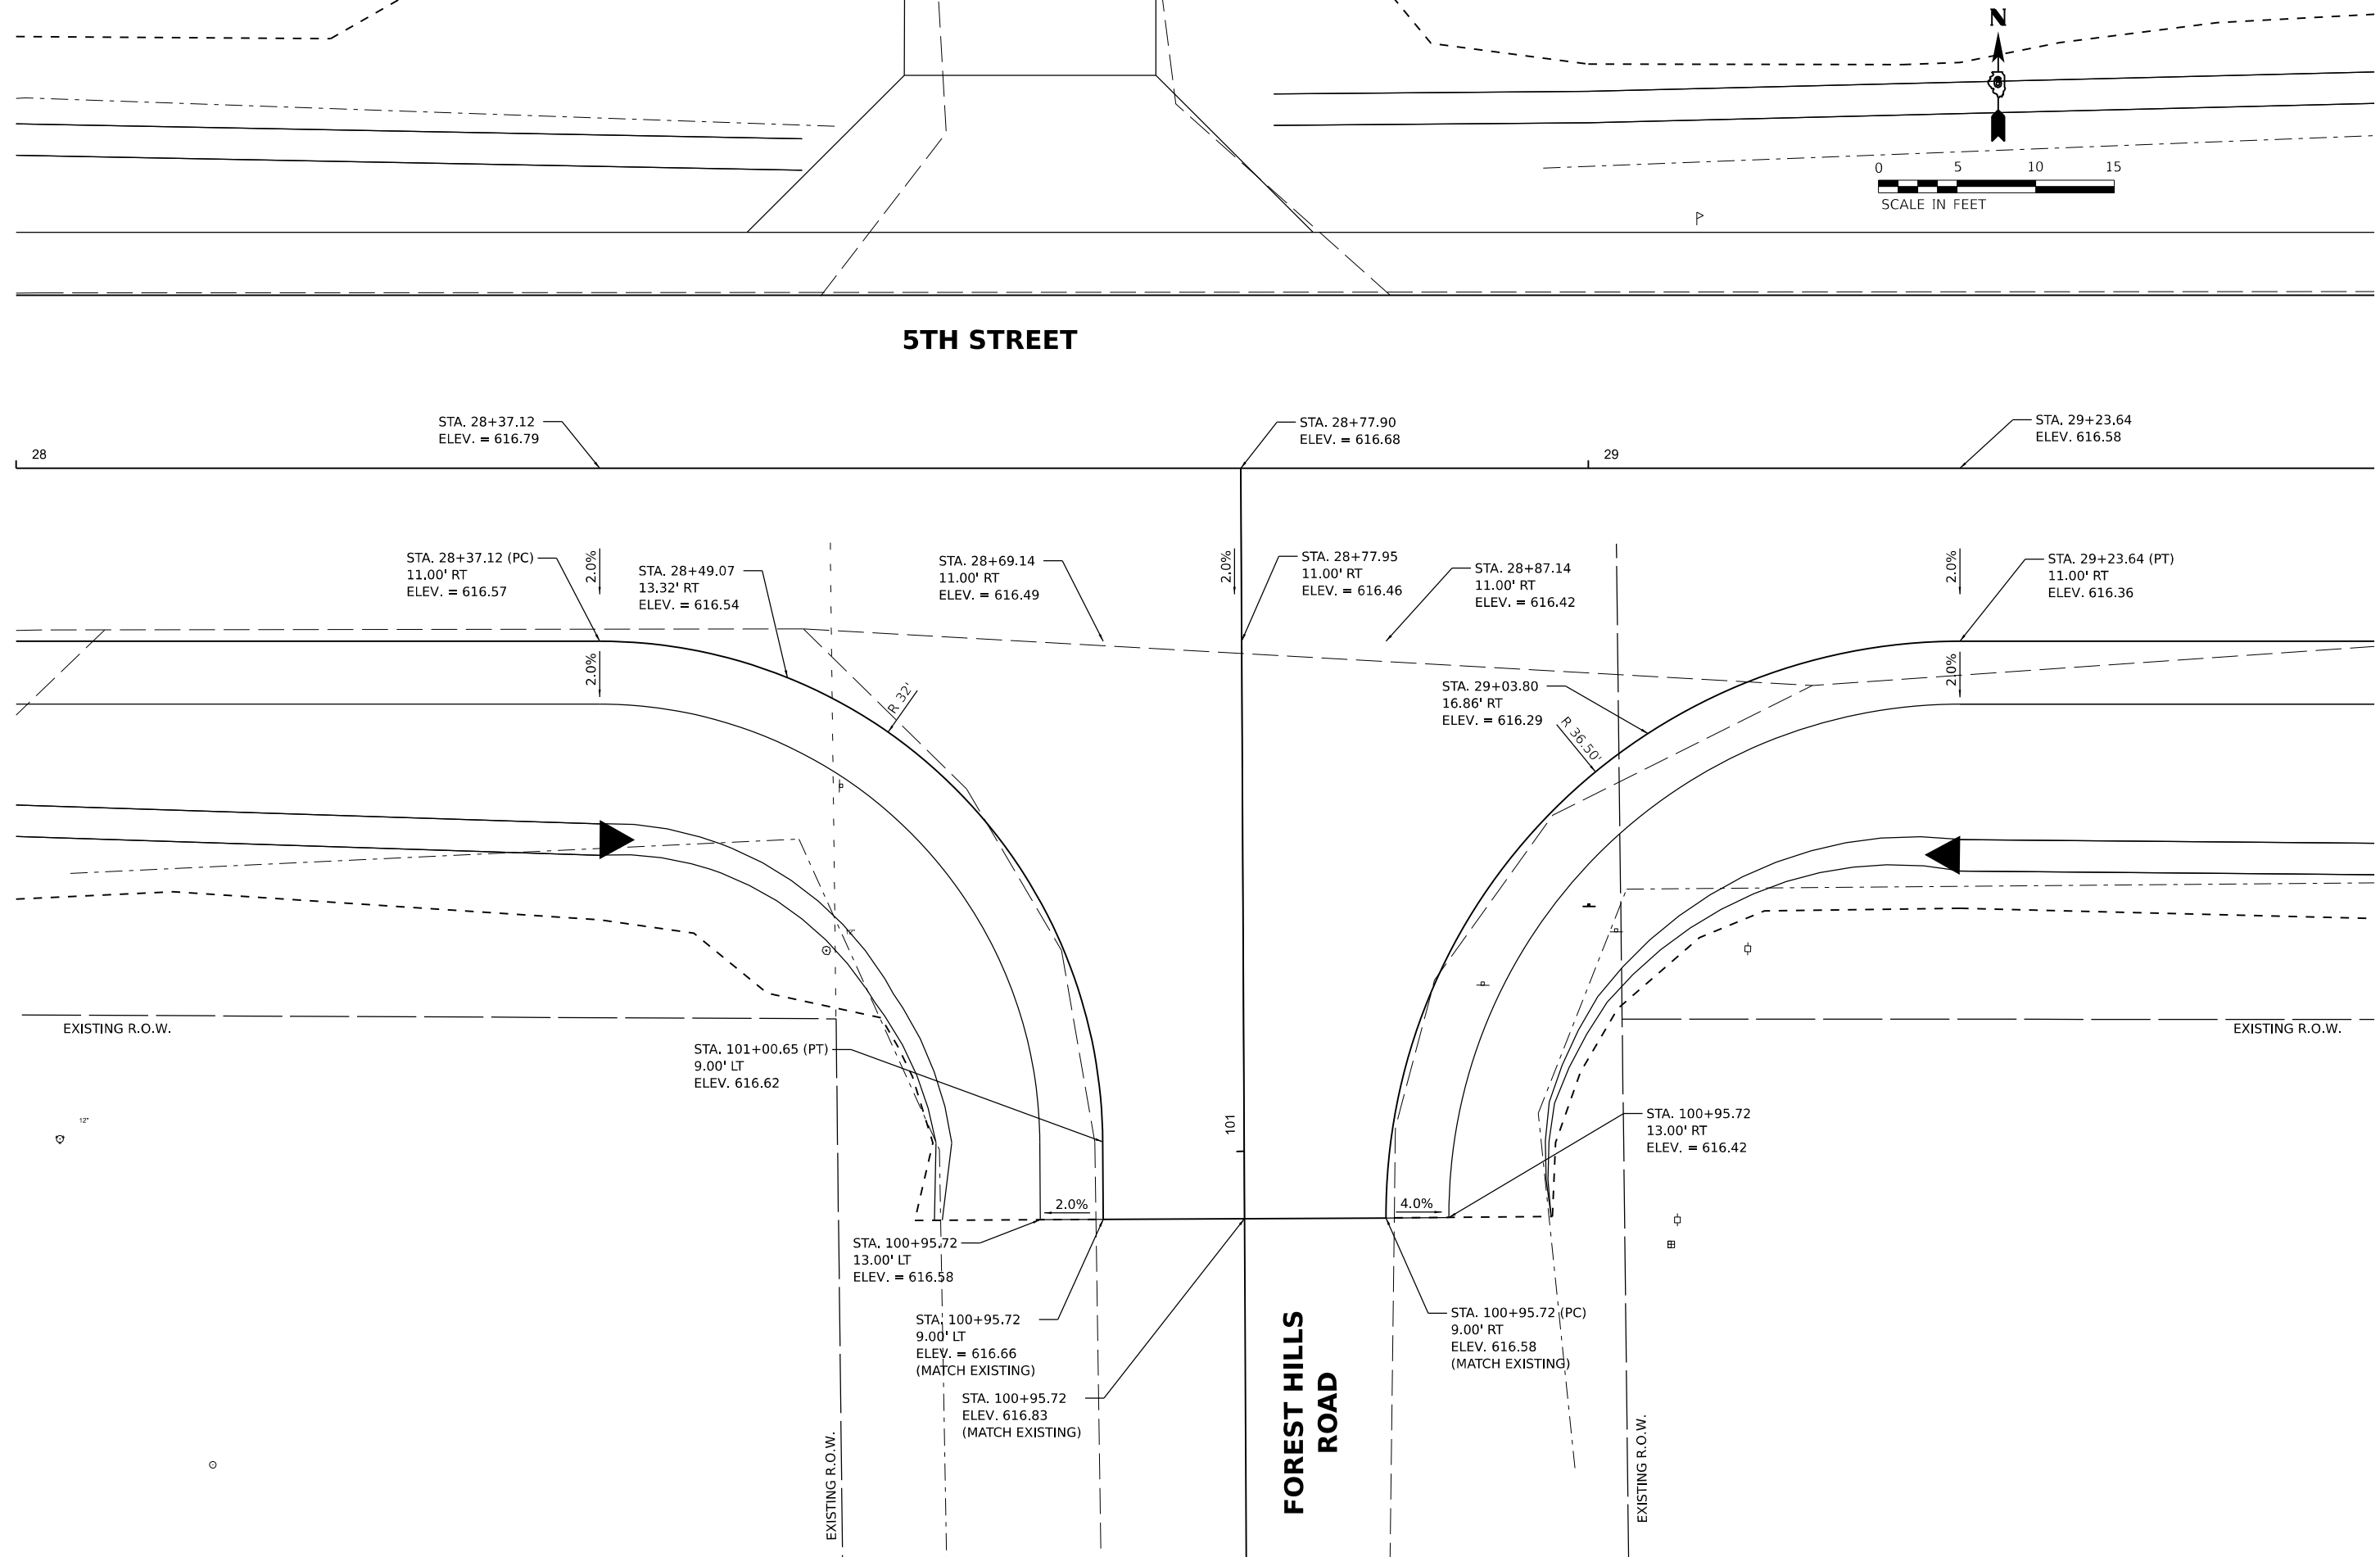 N
0 5 10 15
SCALE IN FEET
5TH STREET
STA. 28+37.12
ELEV. = 616.79
STA. 28+77.90
ELEV. = 616.68
STA. 29+23.64
ELEV. 616.58
28
29
STA. 28+37.12 (PC)
11.00' RT
ELEV. = 616.57
2.0%
STA. 28+49.07
13.32' RT
ELEV. = 616.54
STA. 28+69.14
11.00' RT
ELEV. = 616.49
2.0%
STA. 28+77.95
11.00' RT
ELEV. = 616.46
STA. 28+87.14
11.00' RT
ELEV. = 616.42
2.0%
STA. 29+23.64 (PT)
11.00' RT
ELEV. 616.36
2.0%
R 32'
STA. 29+03.80
16.86' RT
ELEV. = 616.29
R 36.50'
2.0%
12"
EXISTING R.O.W.
EXISTING R.O.W.
STA. 101+00.65 (PT)
9.00' LT
ELEV. 616.62
12"
101
STA. 100+95.72
13.00' RT
ELEV. = 616.42
2.0%
4.0%
STA. 100+95.72
13.00' LT
ELEV. = 616.58
STA. 100+95.72
9.00' LT
ELEV. = 616.66
(MATCH EXISTING)
STA. 100+95.72 (PC)
9.00' RT
ELEV. 616.58
(MATCH EXISTING)
STA. 100+95.72
ELEV. 616.83
(MATCH EXISTING)
FOREST HILLS
ROAD
EXISTING R.O.W.
EXISTING R.O.W.